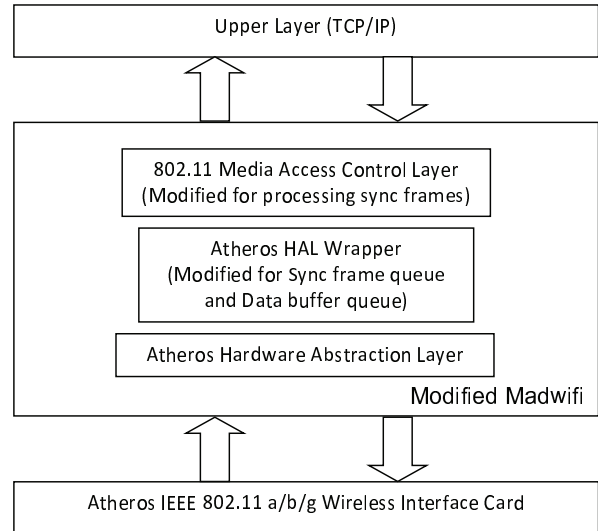 Upper Layer (TCP/IP)
802.11 Media Access Control Layer
(Modified for processing sync frames)
Atheros HAL Wrapper
(Modified for Sync frame queue
and Data buffer queue)
Atheros Hardware Abstraction Layer
Modified Madwifi
Atheros IEEE 802.11 a/b/g Wireless Interface Card